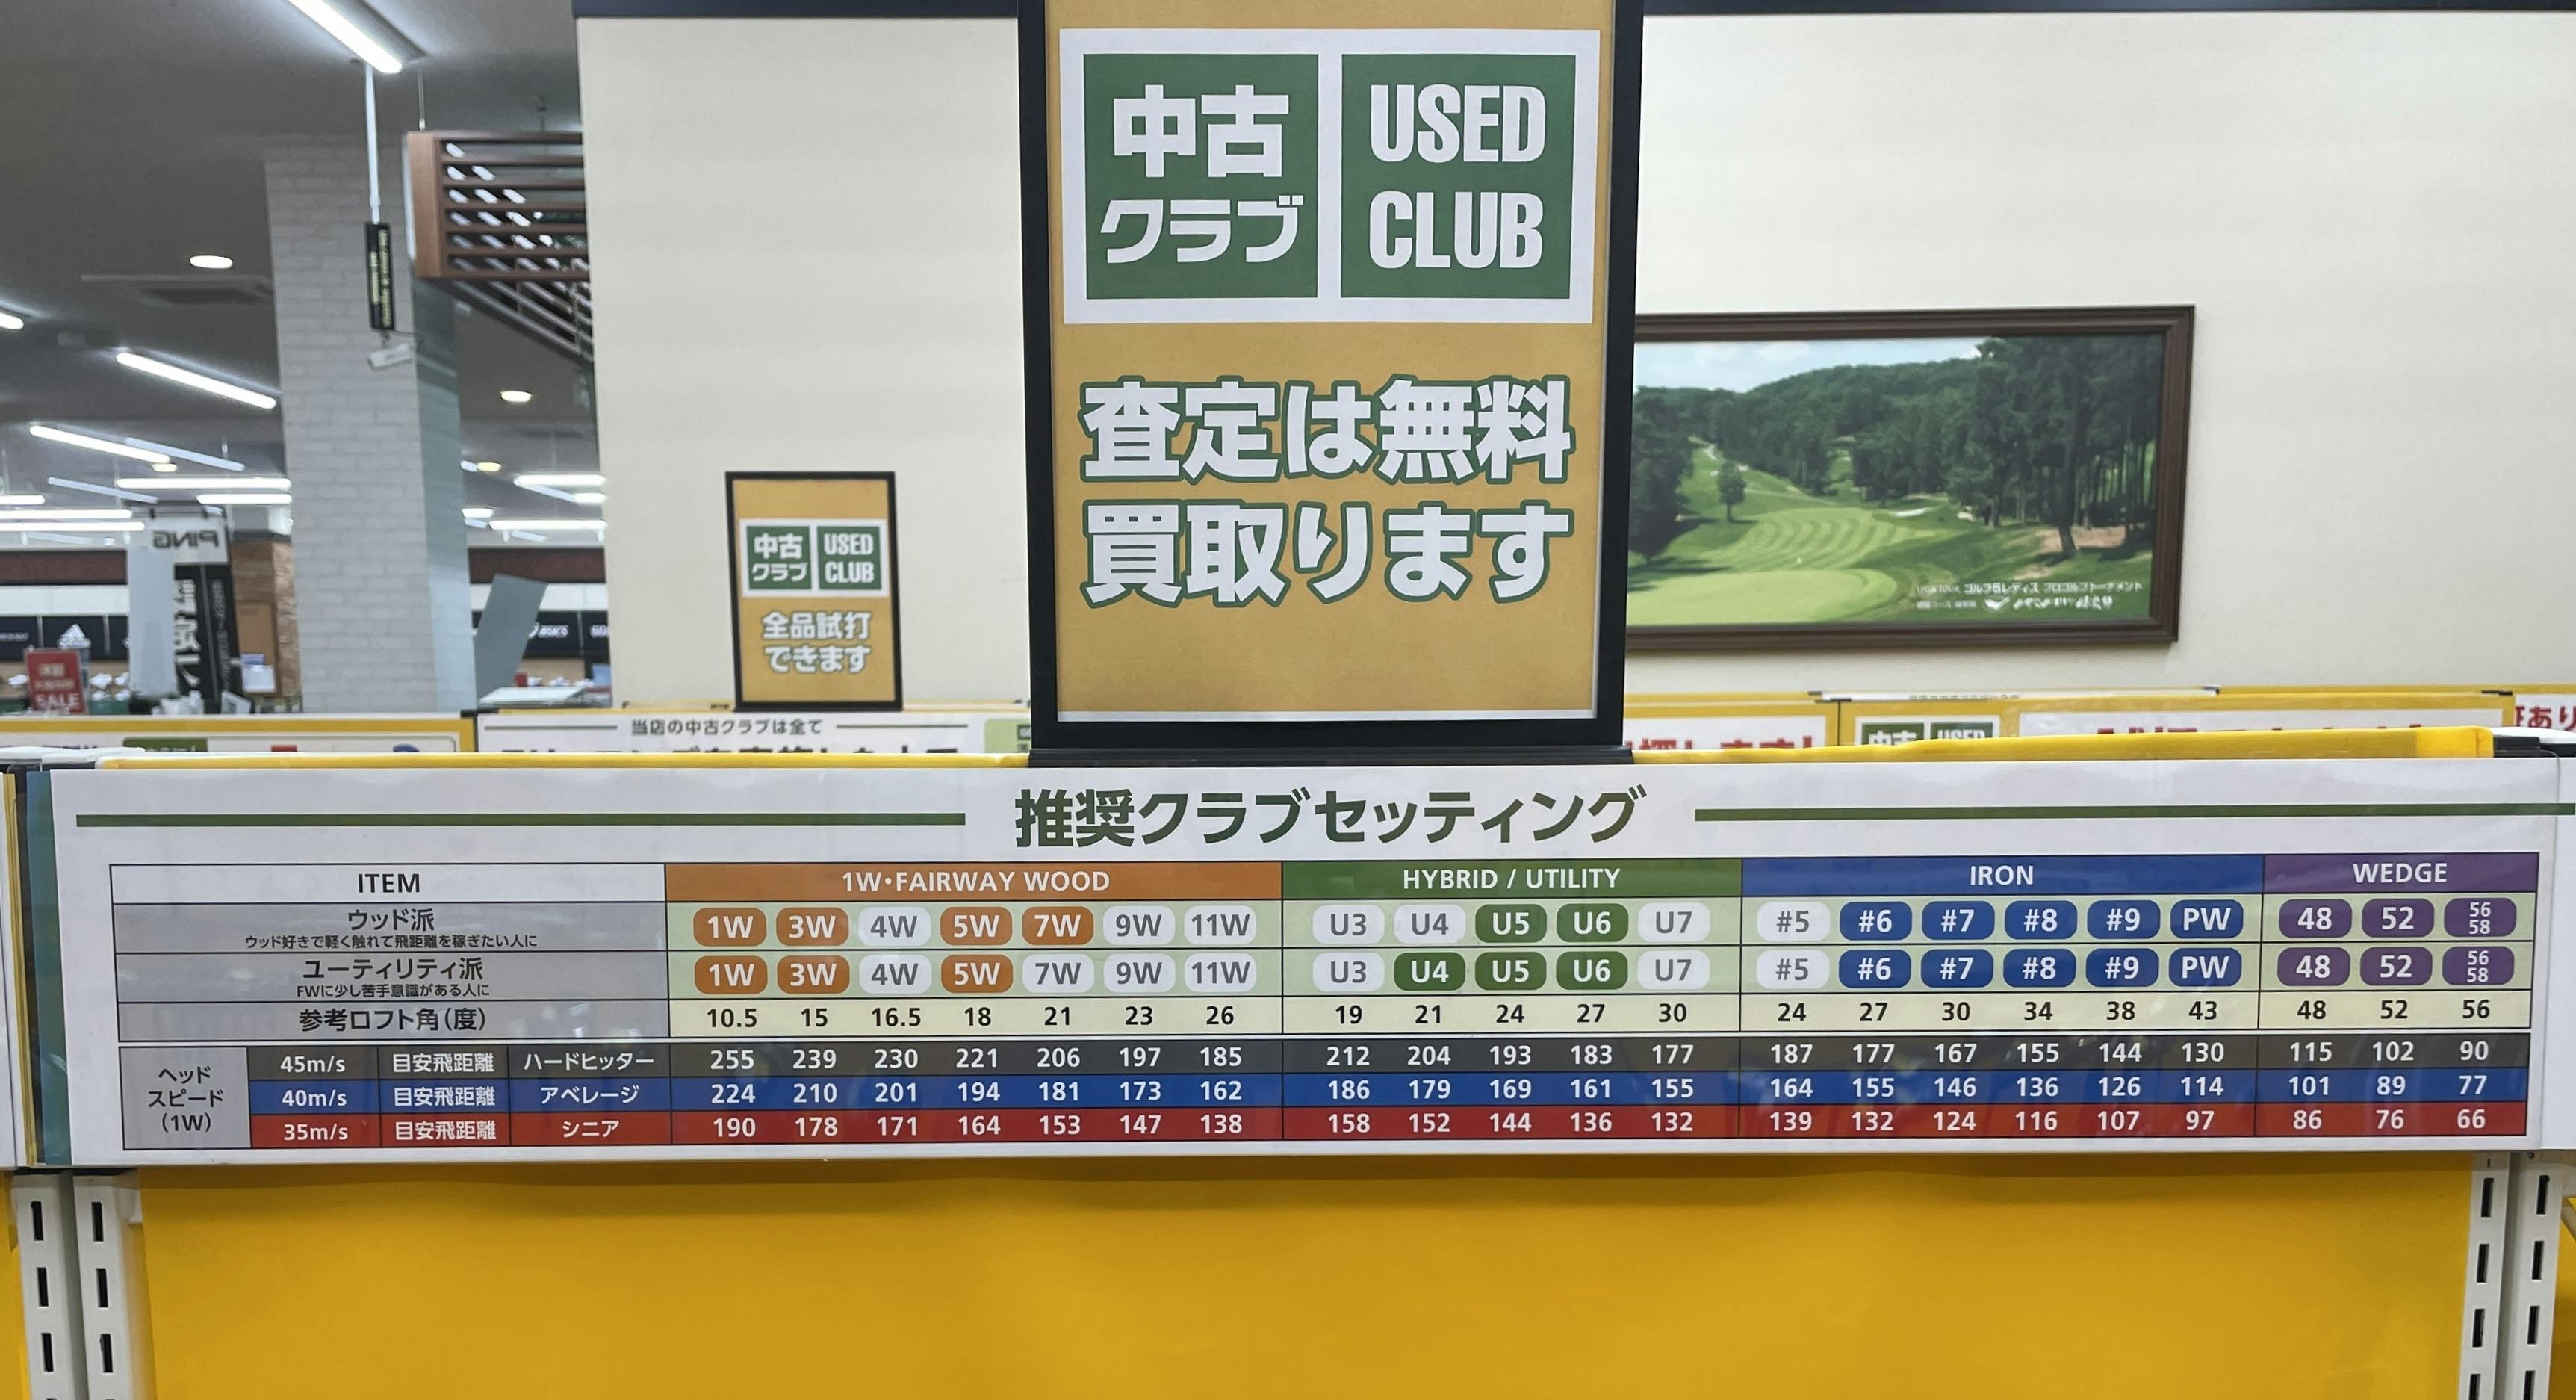 中古
クラブ
USED
CLUB
査定は無料
買取ります
中古
クラブ
USED
CLUB
全品試打
できます
PING
SALE
当店の中古クラブは全て
中古
USED
推奨クラブセッティング
ITEM 1W・FAIRWAY WOOD HYBRID / UTILITY IRON WEDGE
ウッド派 1W 3W 4W 5W 7W 9W 11W U3 U4 U5 U6 U7 #5 #6 #7 #8 #9 PW 48 52 56 58
ウッド好きで軽く触れて飛距離を稼ぎたい人に
ユーティリティ派 1W 3W 4W 5W 7W 9W 11W U3 U4 U5 U6 U7 #5 #6 #7 #8 #9 PW 48 52 56 58
FWに少し苦手意識がある人に
参考ロフト角(度) 10.5 15 16.5 18 21 23 26 19 21 24 27 30 24 27 30 34 38 43 48 52 56
ヘッド
スピード
(1W)
45m/s 目安飛距離 ハードヒッター 255 239 230 221 206 197 185 212 204 193 183 177 187 177 167 155 144 130 115 102 90
40m/s 目安飛距離 アベレージ 224 210 201 194 181 173 162 186 179 169 161 155 164 155 146 136 126 114 101 89 77
35m/s 目安飛距離 シニア 190 178 171 164 153 147 138 158 152 144 136 132 139 132 124 116 107 97 86 76 66